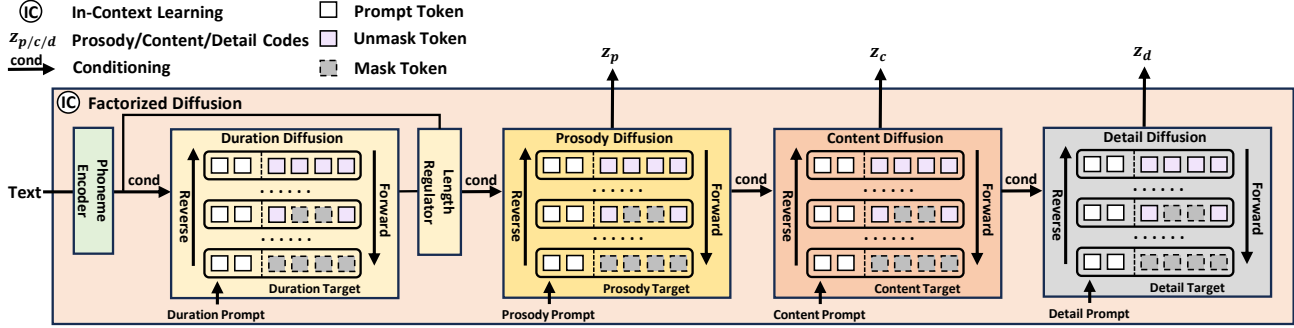 IC In-Context Learning Prompt Token
z_{p/c/d} Prosody/Content/Detail Codes Unmask Token
cond Conditioning Mask Token
z_p z_c z_d
IC Factorized Diffusion
Text
Phoneme
Encoder
cond
Duration Diffusion
Reverse
......
......
Forward
Duration Target
Duration Prompt
Length
Regulator
cond
Prosody Diffusion
Reverse
......
......
Forward
Prosody Target
Prosody Prompt
cond
Content Diffusion
Reverse
......
......
Forward
Content Target
Content Prompt
cond
Detail Diffusion
Reverse
......
......
Forward
Detail Target
Detail Prompt